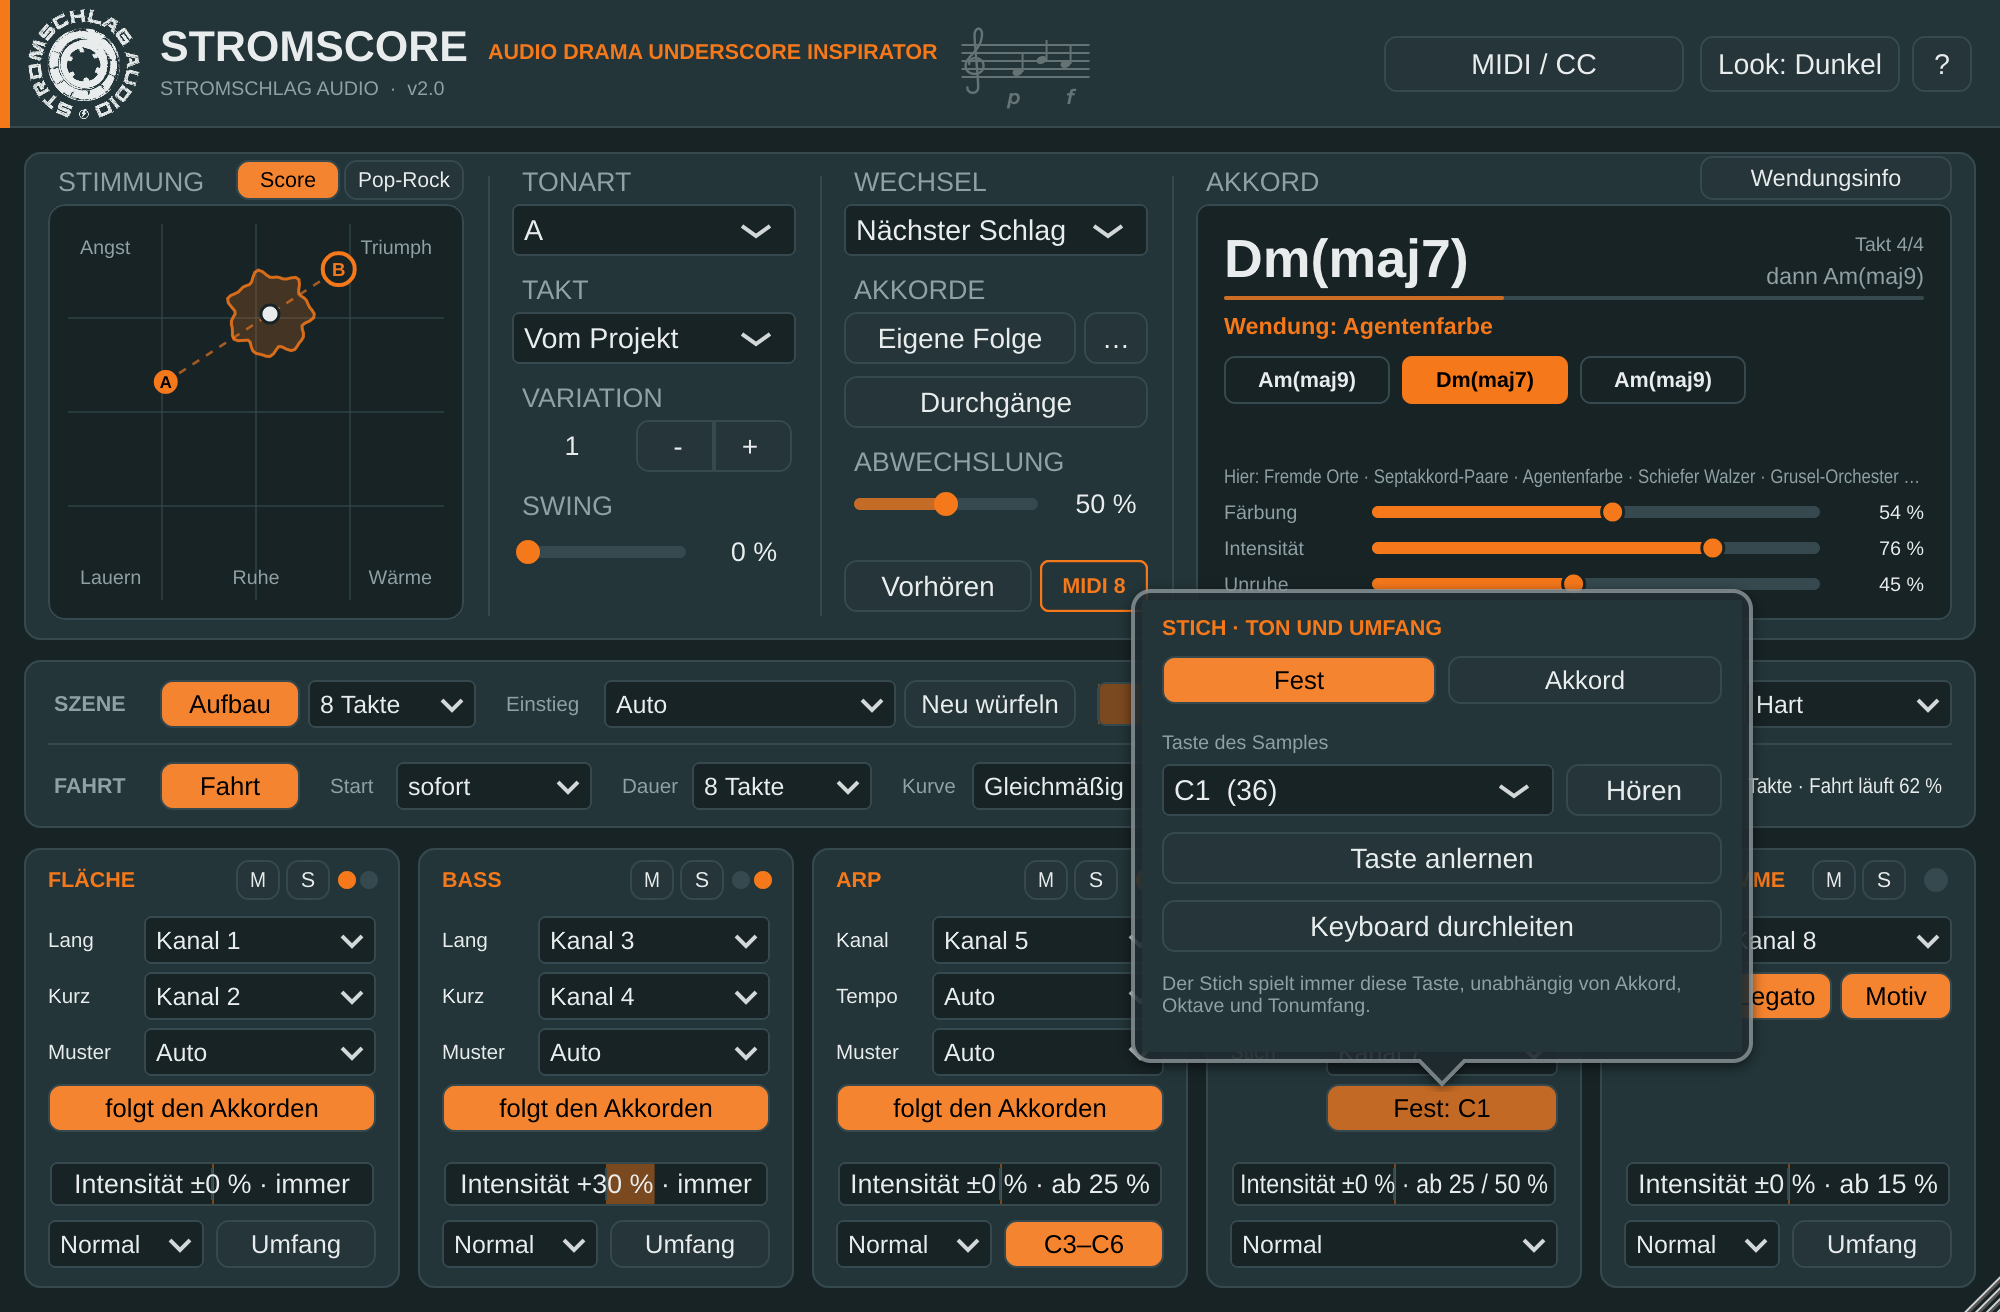 STROMSCHLAG AUDIO
STROMSCORE AUDIO DRAMA UNDERSCORE INSPIRATOR
STROMSCHLAG AUDIO · v2.0
p f
MIDI / CC
Look: Dunkel
?
STIMMUNG
Score
Pop-Rock
Angst
Triumph
B
A
Lauern
Ruhe
Wärme
TONART
A
TAKT
Vom Projekt
VARIATION
1
-
+
SWING
0 %
WECHSEL
Nächster Schlag
AKKORDE
Eigene Folge
...
Durchgänge
ABWECHSLUNG
50 %
Vorhören
MIDI 8
AKKORD
Wendungsinfo
Dm(maj7)
Takt 4/4
dann Am(maj9)
Wendung: Agentenfarbe
Am(maj9)
Dm(maj7)
Am(maj9)
Hier: Fremde Orte · Septakkord-Paare · Agentenfarbe · Schiefer Walzer · Grusel-Orchester ...
Färbung 54 %
Intensität 76 %
Unruhe 45 %
SZENE
Aufbau
8 Takte
Einstieg
Auto
Neu würfeln
Hart
FAHRT
Fahrt
Start
sofort
Dauer
8 Takte
Kurve
Gleichmäßig
Takte · Fahrt läuft 62 %
STICH · TON UND UMFANG
Fest
Akkord
Taste des Samples
C1 (36)
Hören
Taste anlernen
Keyboard durchleiten
Der Stich spielt immer diese Taste, unabhängig von Akkord,
Oktave und Tonumfang.
FLÄCHE
M
S
Lang
Kanal 1
Kurz
Kanal 2
Muster
Auto
folgt den Akkorden
Intensität ±0 % · immer
Normal
Umfang
BASS
M
S
Lang
Kanal 3
Kurz
Kanal 4
Muster
Auto
folgt den Akkorden
Intensität +30 % · immer
Normal
Umfang
ARP
M
S
Kanal
Kanal 5
Tempo
Auto
Muster
Auto
folgt den Akkorden
Intensität ±0 % · ab 25 %
Normal
C3–C6
Stich
Kanal 7
Fest: C1
Intensität ±0 % · ab 25 / 50 %
Normal
ME
M
S
anal 8
egato
Motiv
Intensität ±0 % · ab 15 %
Normal
Umfang